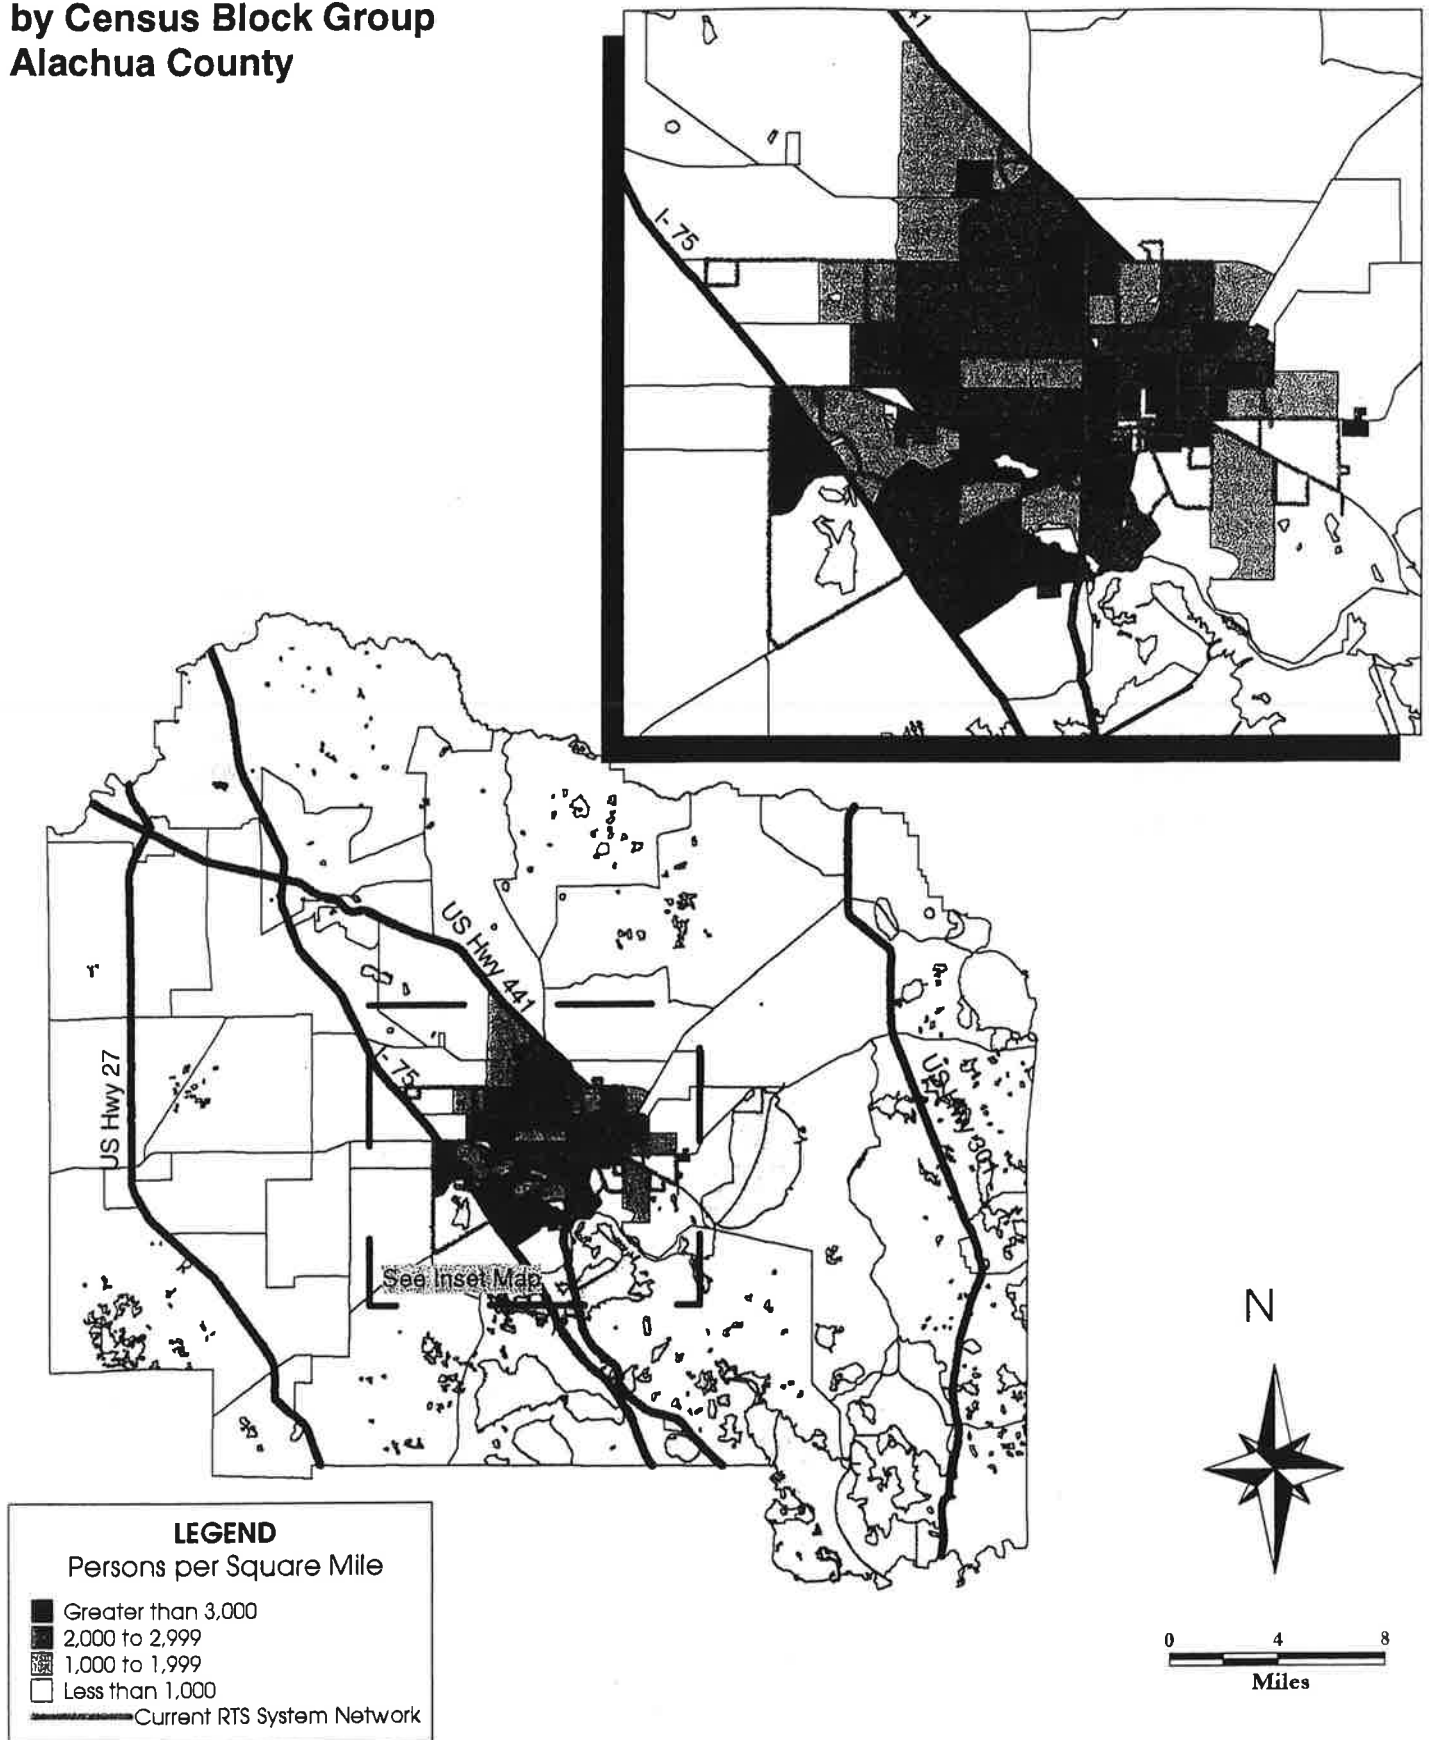 by Census Block Group
Alachua County
41
I-75
US Hwy 441
I-75
US Hwy 27
US Hwy 301
See Inset Map
N
LEGEND
Persons per Square Mile
Greater than 3,000
2,000 to 2,999
1,000 to 1,999
Less than 1,000
Current RTS System Network
0 4 8
Miles